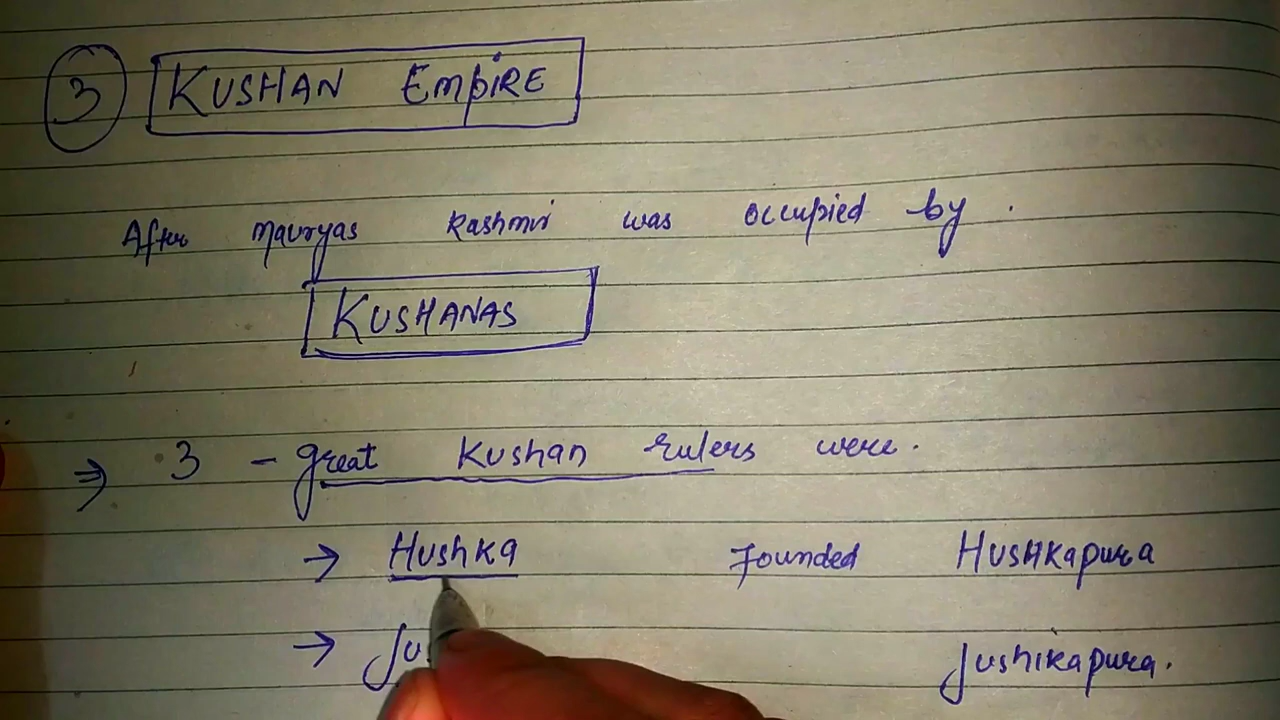 3 KUSHAN EmpiRE
After mauryas Kashmir was occupied by.
KUSHANAS
⇒ 3 - great Kushan rulers were.
→ Hushka Founded HUSHKapura
→ Jushikapura.